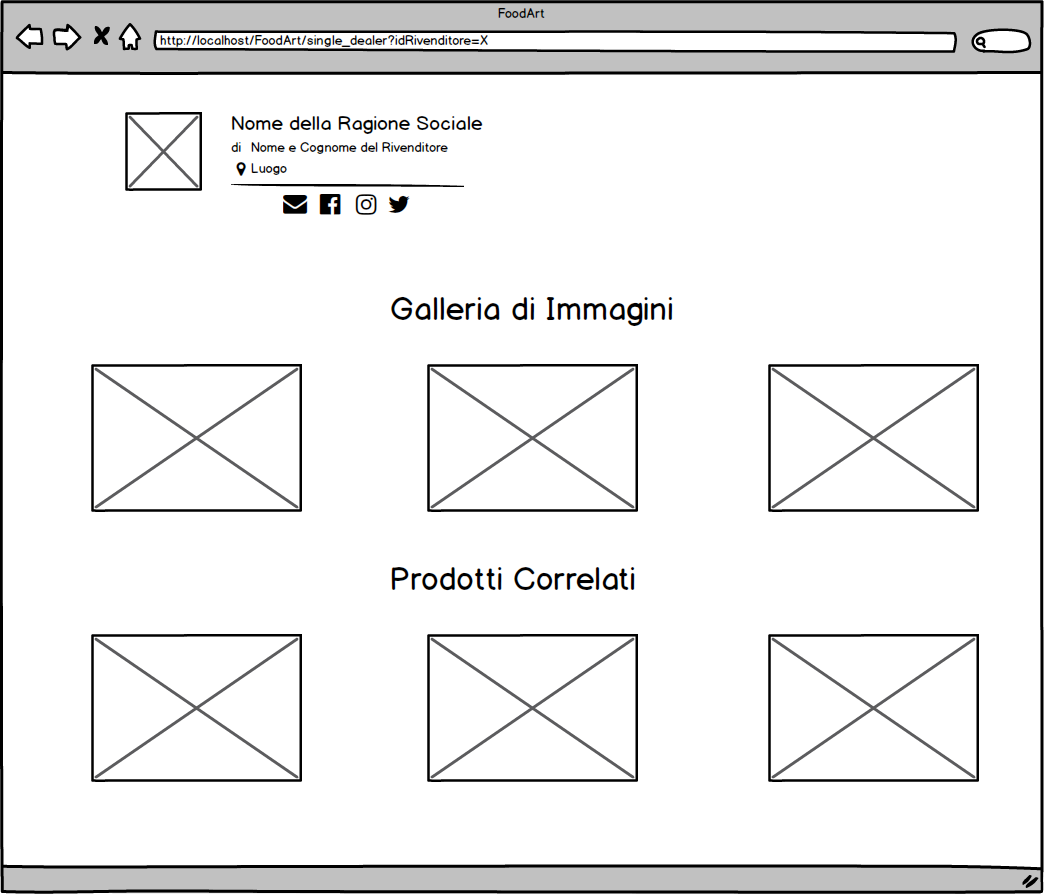 FoodArt
http://localhost/FoodArt/single_dealer?idRivenditore=X
Nome della Ragione Sociale
di Nome e Cognome del Rivenditore
Luogo
Galleria di Immagini
Prodotti Correlati